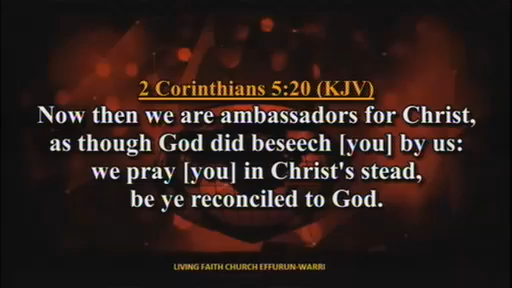 2 Corinthians 5:20 (KJV)
Now then we are ambassadors for Christ,
as though God did beseech [you] by us:
we pray [you] in Christ's stead,
be ye reconciled to God.
LIVING FAITH CHURCH EFFURUN-WARRI